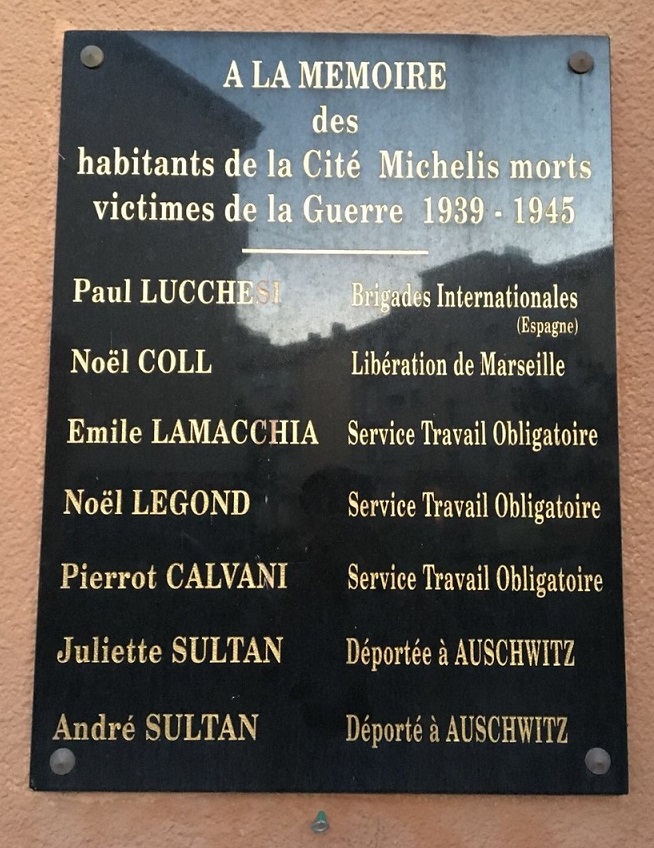 A LA MEMOIRE
des
habitants de la Cité Michelis morts
victimes de la Guerre 1939 - 1945
Paul LUCCHESI Brigades Internationales
(Espagne)
Noël COLL Libération de Marseille
Emile LAMACCHIA Service Travail Obligatoire
Noël LEGOND Service Travail Obligatoire
Pierrot CALVANI Service Travail Obligatoire
Juliette SULTAN Déportée à AUSCHWITZ
André SULTAN Déporté à AUSCHWITZ